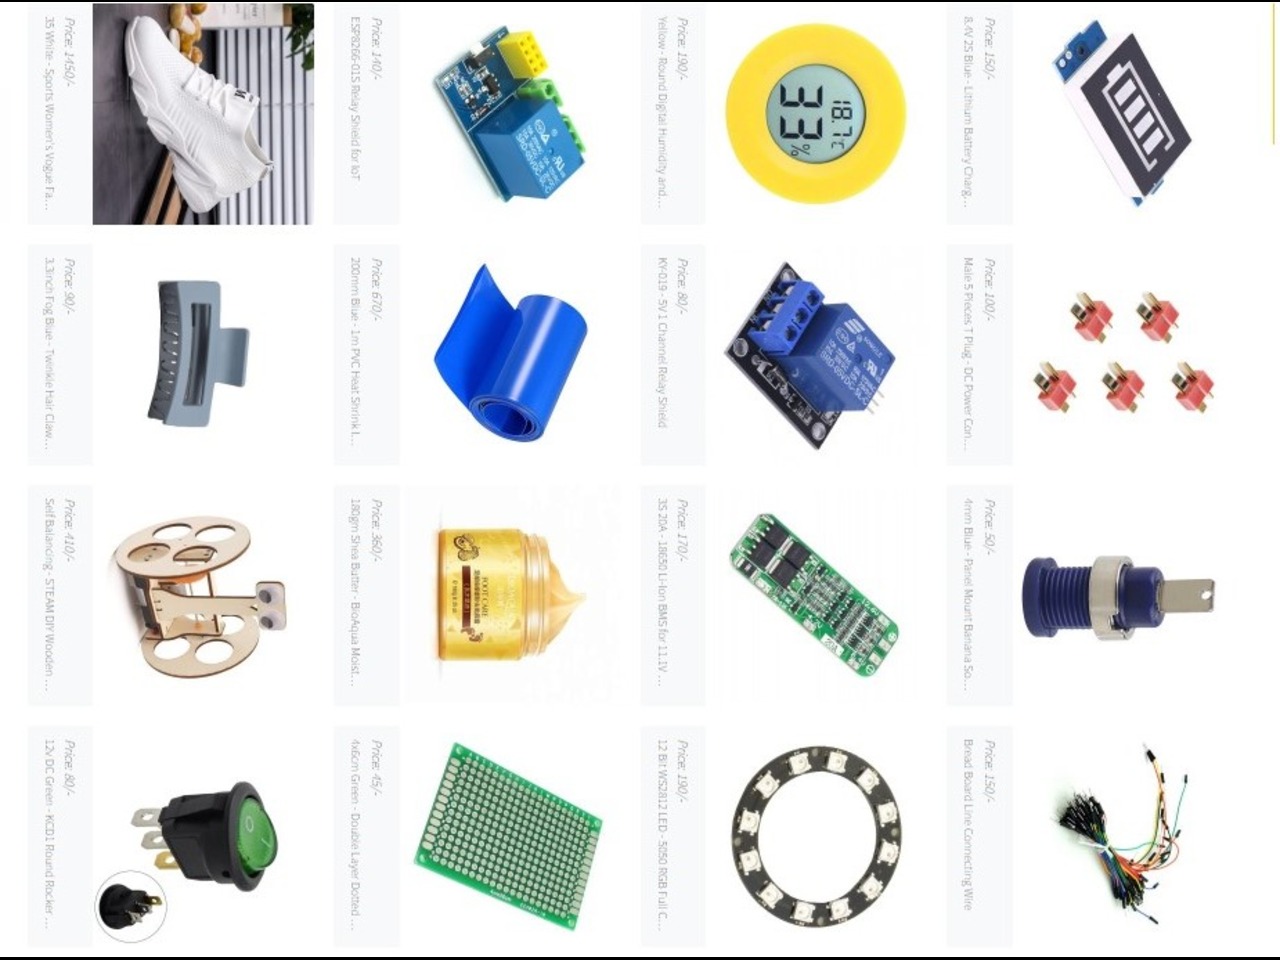 Price: 150/-
8.4V 2S Blue - Lithium Battery Charg...
Price: 100/-
Male 5 Pieces T Plug - DC Power Con...
Price: 50/-
4mm Blue - Panel Mount Banana So...
Price: 150/-
Bread Board Line Connecting Wire
18.1
°C
33
%
Price: 190/-
Yellow - Round Digital Humidity and...
Price: 80/-
KY-019 - 5V 1 Channel Relay Shield
Price: 170/-
3S 20A - 18650 Li-Ion BMS for 11.1V ...
Price: 190/-
12 Bit WS2812 LED - 5050 RGB Full C...
Price: 140/-
ESP8266-01S Relay Shield for IoT
Price: 670/-
200mm Blue - 1m PVC Heat Shrink I...
FOOT CARE
Price: 360/-
180gm Shea Butter - BioAqua Moist...
Price: 45/-
4x6cm Green - Double Layer Dotted ...
Price: 1450/-
35 White - Sports Women's Vogue Fa...
Price: 90/-
3.3inch Fog Blue - Twinkle Hair Claw...
Price: 410/-
Self Balancing - STEAM DIY Wooden ...
Price: 80/-
12v DC Green - KCD1 Round Rocker ...